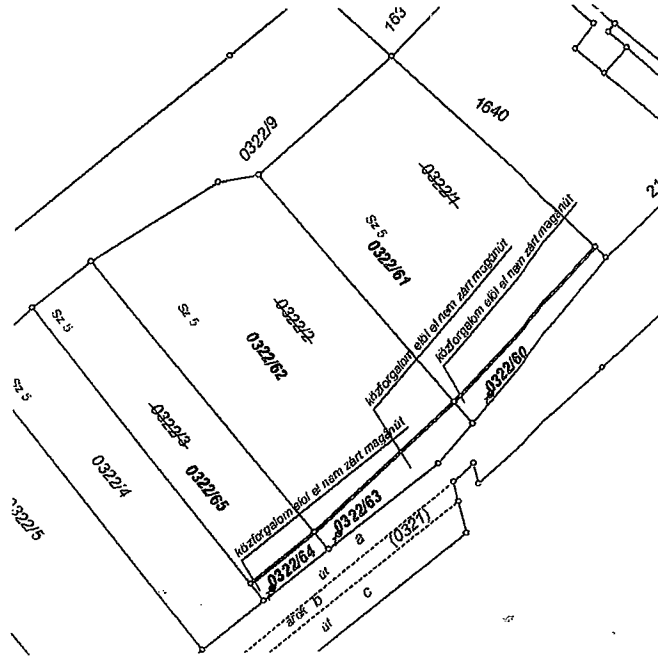 163
1640
0322/9
0322/1
21
Sz 5
0322/61
közforgalom elől el nem zárt magánút
közforgalom elől el nem zárt magánút
Sz 5
Sz 5
0322/2
0322/62
0322/60
Sz 5
0322/3
0322/65
0322/4
0322/5
közforgalom elől el nem zárt magánút
0322/63
0322/64
a
(0321)
út
árok b
c
út